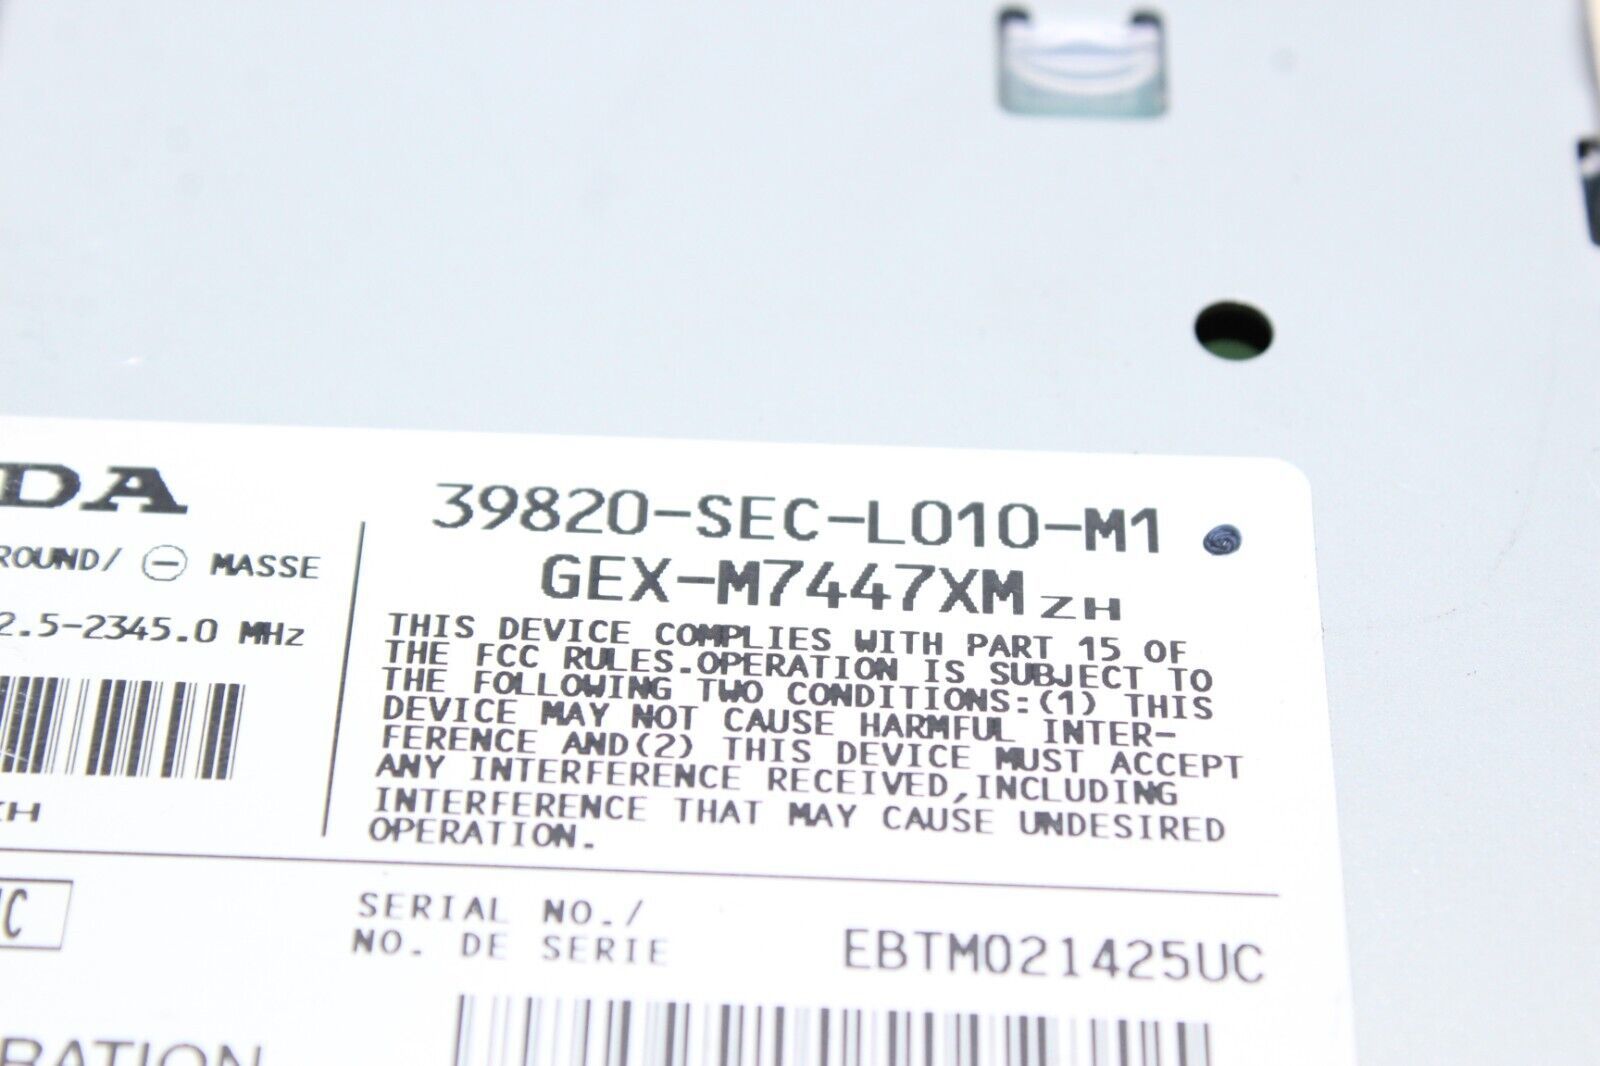 DA
39820-SEC-L010-M1
ROUND/ ⊖ MASSE
GEX-M7447XM ZH
2.5-2345.0 MHz
THIS DEVICE COMPLIES WITH PART 15 OF
THE FCC RULES.OPERATION IS SUBJECT TO
THE FOLLOWING TWO CONDITIONS:(1) THIS
DEVICE MAY NOT CAUSE HARMFUL INTER-
FERENCE AND(2) THIS DEVICE MUST ACCEPT
ANY INTERFERENCE RECEIVED,INCLUDING
INTERFERENCE THAT MAY CAUSE UNDESIRED
OPERATION.
SERIAL NO./
NO. DE SERIE
EBTM021425UC
RATION